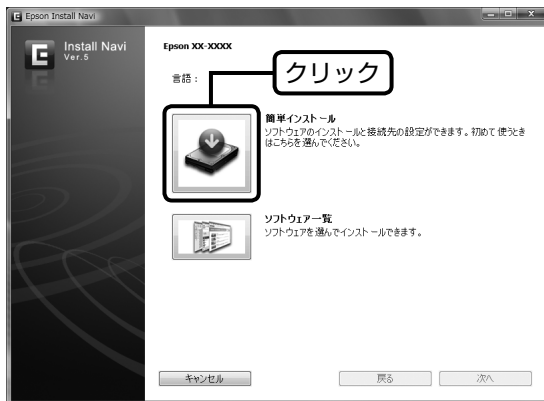 Epson Install Navi
Install Navi
Ver.5
Epson XX-XXXX
言語：
クリック
簡単インストール
ソフトウェアのインストールと接続先の設定ができます。初めて使うとき
はこちらを選んでください。
ソフトウェア一覧
ソフトウェアを選んでインストールできます。
キャンセル
戻る
次へ